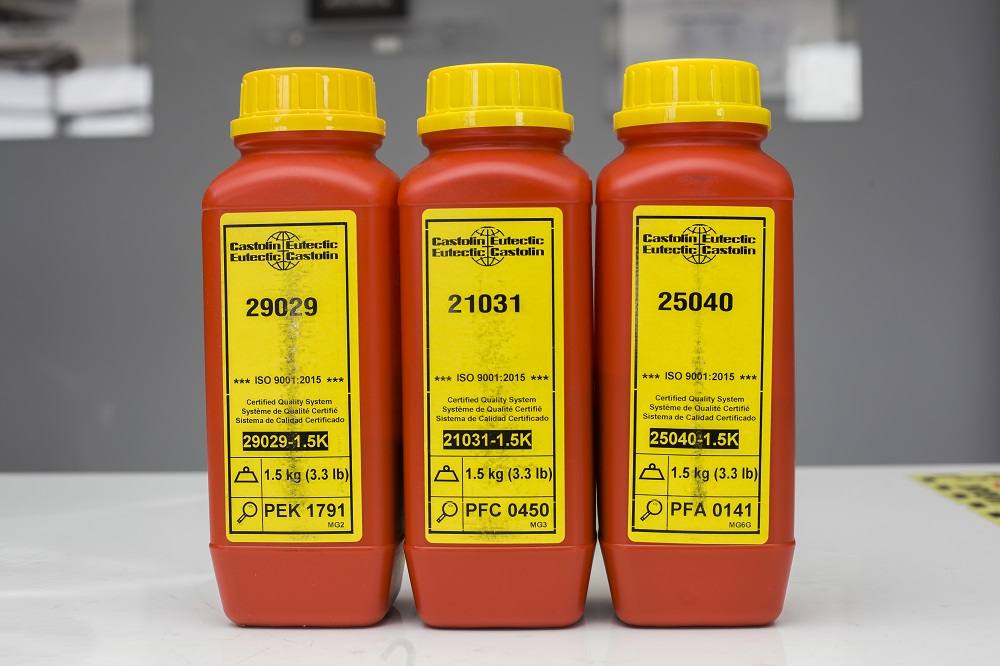 Castolin Eutectic
Eutectic Castolin
29029
*** ISO 9001:2015 ***
Certified Quality System
Système de Qualité Certifié
Sistema de Calidad Certificado
29029-1.5K
1.5 kg (3.3 lb)
PEK 1791
MG2
Castolin Eutectic
Eutectic Castolin
21031
*** ISO 9001:2015 ***
Certified Quality System
Système de Qualité Certifié
Sistema de Calidad Certificado
21031-1.5K
1.5 kg (3.3 lb)
PFC 0450
MG3
Castolin Eutectic
Eutectic Castolin
25040
*** ISO 9001:2015 ***
Certified Quality System
Système de Qualité Certifié
Sistema de Calidad Certificado
25040-1.5K
1.5 kg (3.3 lb)
PFA 0141
MG6G